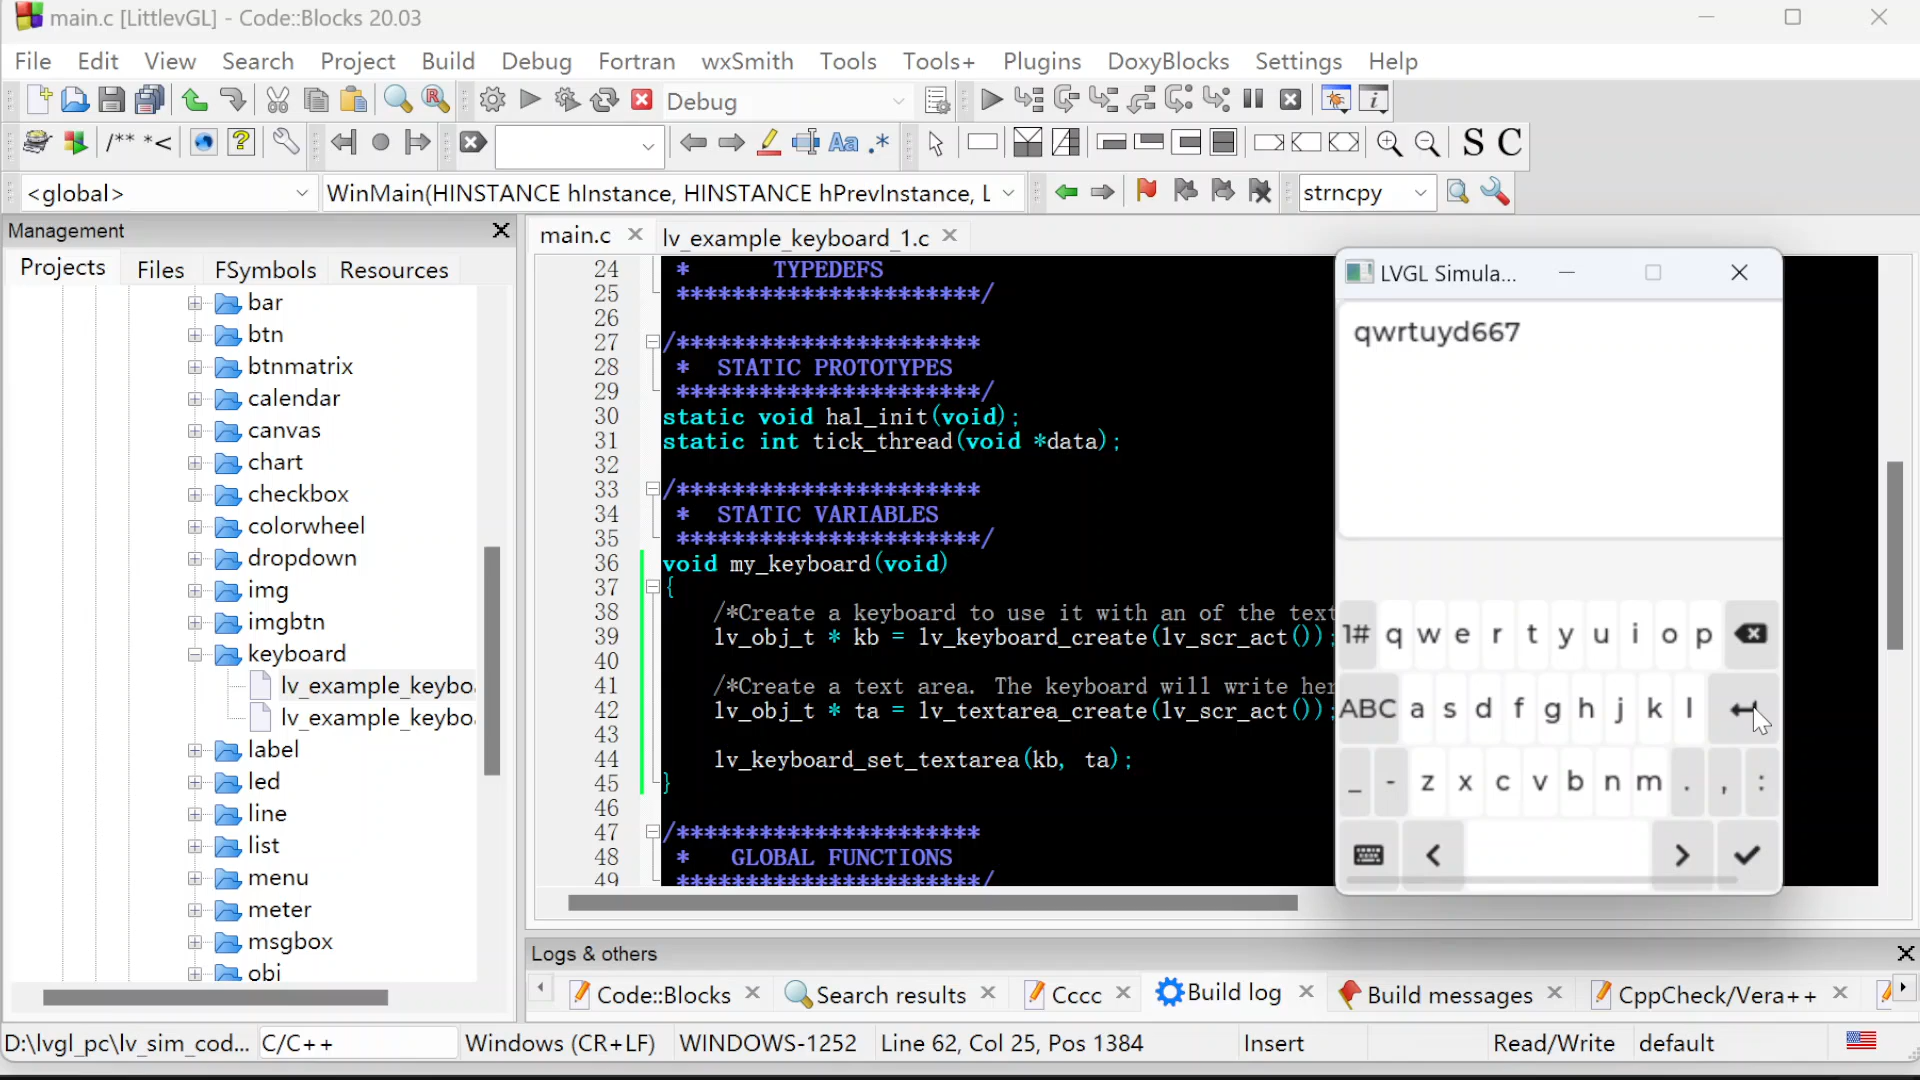 main.c [LittlevGL] - Code::Blocks 20.03
File Edit View Search Project Build Debug Fortran wxSmith Tools Tools+ Plugins DoxyBlocks Settings Help
Debug
/** *< Aa .* S C
<global> WinMain(HINSTANCE hInstance, HINSTANCE hPrevInstance, L strncpy
Management
Projects Files FSymbols Resources
bar
btn
btnmatrix
calendar
canvas
chart
checkbox
colorwheel
dropdown
img
imgbtn
keyboard
lv_example_keybo
lv_example_keybo
label
led
line
list
menu
meter
msgbox
obj
main.c lv_example_keyboard_1.c
24 * TYPEDEFS
25 **********************/
26
27 /**********************
28 * STATIC PROTOTYPES
29 **********************/
30 static void hal_init(void);
31 static int tick_thread(void *data);
32
33 /**********************
34 * STATIC VARIABLES
35 **********************/
36 void my_keyboard(void)
37 {
38 /*Create a keyboard to use it with an of the text
39 lv_obj_t * kb = lv_keyboard_create(lv_scr_act());
40
41 /*Create a text area. The keyboard will write her
42 lv_obj_t * ta = lv_textarea_create(lv_scr_act());
43
44 lv_keyboard_set_textarea(kb, ta);
45 }
46
47 /**********************
48 * GLOBAL FUNCTIONS
49 **********************/
LVGL Simula...
qwrtuyd667
1# q w e r t y u i o p
ABC a s d f g h j k l
_ - z x c v b n m . , :
Logs & others
Code::Blocks Search results Cccc Build log Build messages CppCheck/Vera++
D:\lvgl_pc\lv_sim_cod... C/C++ Windows (CR+LF) WINDOWS-1252 Line 62, Col 25, Pos 1384 Insert Read/Write default